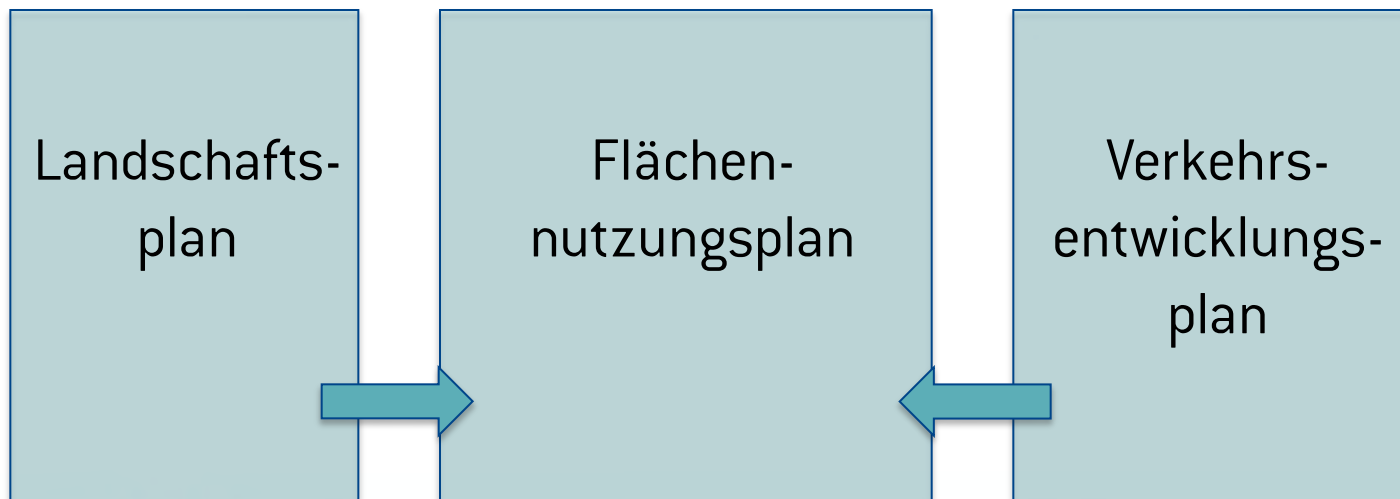 Landschafts-
plan
Flächen-
nutzungsplan
Verkehrs-
entwicklungs-
plan